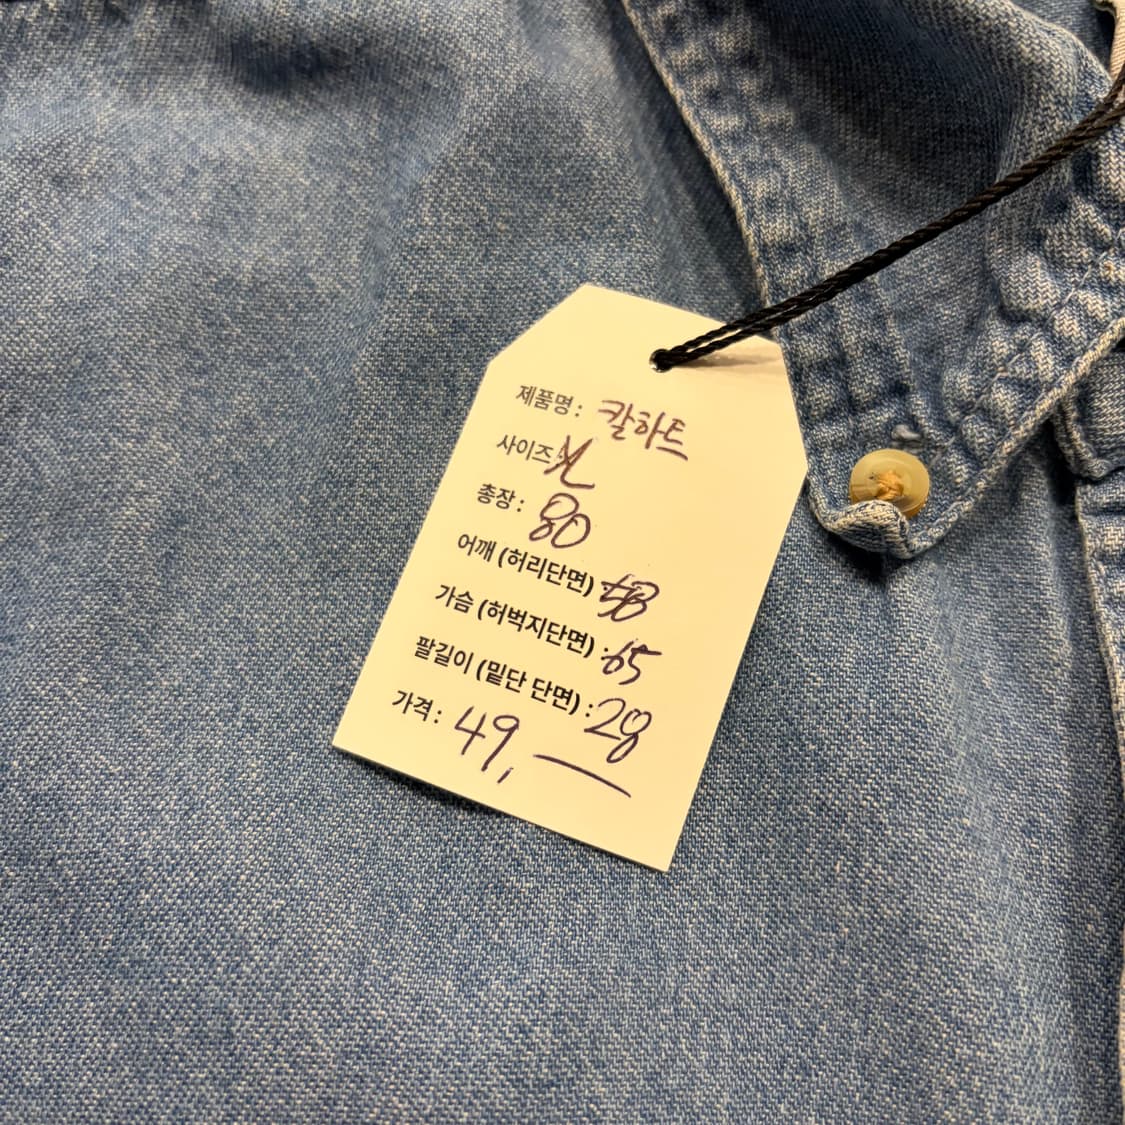 제품명: 칼하트
사이즈 XL
총장: 80
어깨 (허리단면) 58
가슴 (허벅지단면) : 65
팔길이 (밑단 단면) : 28
가격: 49,